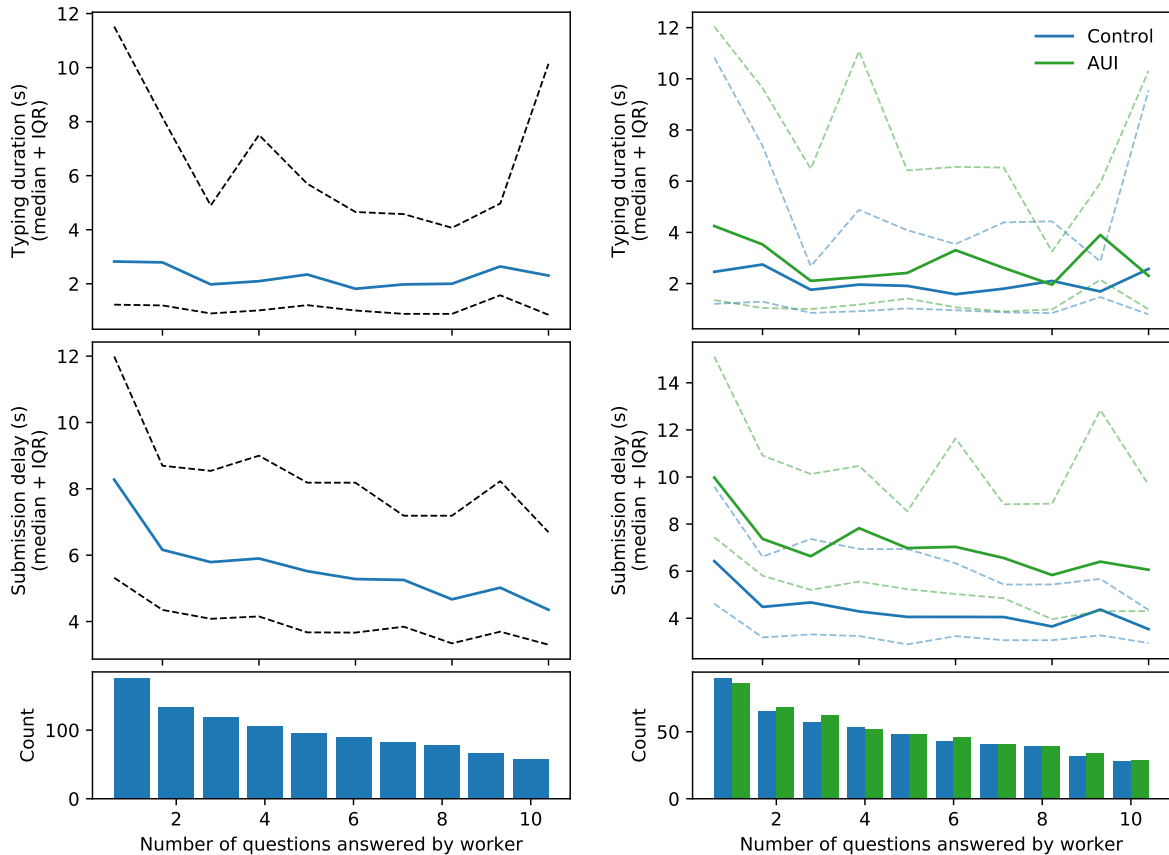 12
10
8
6
4
2
Typing duration (s)
(median + IQR)
12
10
8
6
4
2
Typing duration (s)
(median + IQR)
Control
AUI
12
10
8
6
4
Submission delay (s)
(median + IQR)
14
12
10
8
6
4
Submission delay (s)
(median + IQR)
100
0
Count
2 4 6 8 10
Number of questions answered by worker
50
0
Count
2 4 6 8 10
Number of questions answered by worker